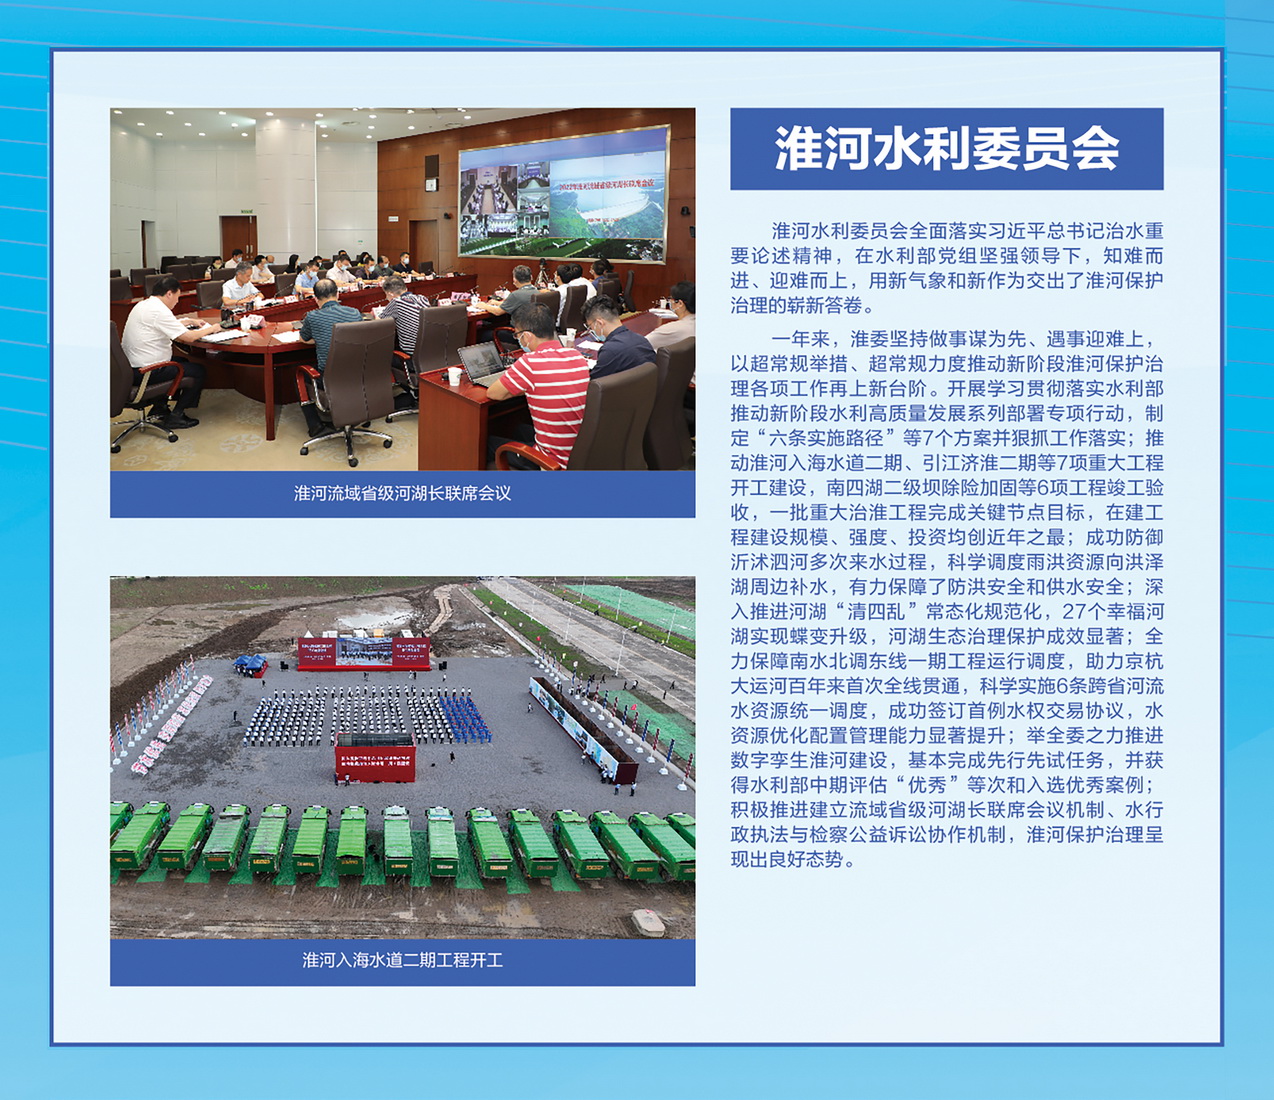 2022年淮河流域省级河湖长联席会议
淮河流域省级河湖长联席会议
淮河入海水道二期工程开工
淮河水利委员会
淮河水利委员会全面落实习近平总书记治水重
要论述精神，在水利部党组坚强领导下，知难而
进、迎难而上，用新气象和新作为交出了淮河保护
治理的崭新答卷。
一年来，淮委坚持做事谋为先、遇事迎难上，
以超常规举措、超常规力度推动新阶段淮河保护治
理各项工作再上新台阶。开展学习贯彻落实水利部
推动新阶段水利高质量发展系列部署专项行动，制
定“六条实施路径”等7个方案并狠抓工作落实；推
动淮河入海水道二期、引江济淮二期等7项重大工程
开工建设，南四湖二级坝除险加固等6项工程竣工验
收，一批重大治淮工程完成关键节点目标，在建工
程建设规模、强度、投资均创近年之最；成功防御
沂沭泗河多次来水过程，科学调度雨洪资源向洪泽
湖周边补水，有力保障了防洪安全和供水安全；深
入推进河湖“清四乱”常态化规范化，27个幸福河
湖实现蝶变升级，河湖生态治理保护成效显著；全
力保障南水北调东线一期工程运行调度，助力京杭
大运河百年来首次全线贯通，科学实施6条跨省河流
水资源统一调度，成功签订首例水权交易协议，水
资源优化配置管理能力显著提升；举全委之力推进
数字孪生淮河建设，基本完成先行先试任务，并获
得水利部中期评估“优秀”等次和入选优秀案例；
积极推进建立流域省级河湖长联席会议机制、水行
政执法与检察公益诉讼协作机制，淮河保护治理呈
现出良好态势。